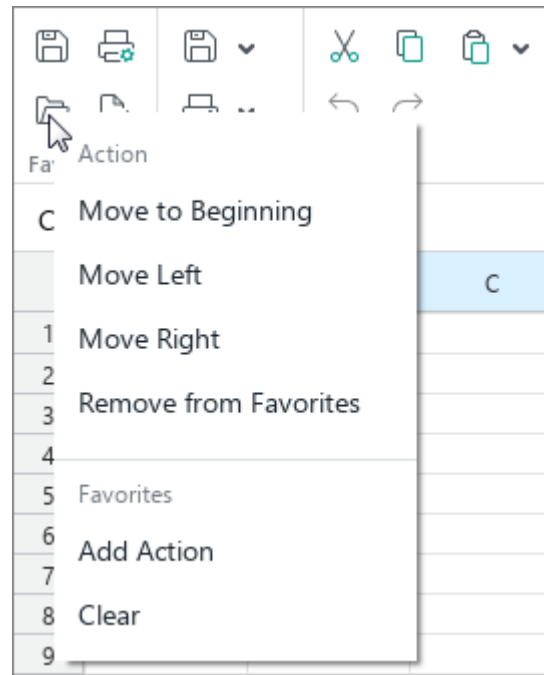 Action
Fa
Move to Beginning
C
Move Left
C
Move Right
1
2
Remove from Favorites
3
4
Favorites
5
6
Add Action
7
Clear
8
9